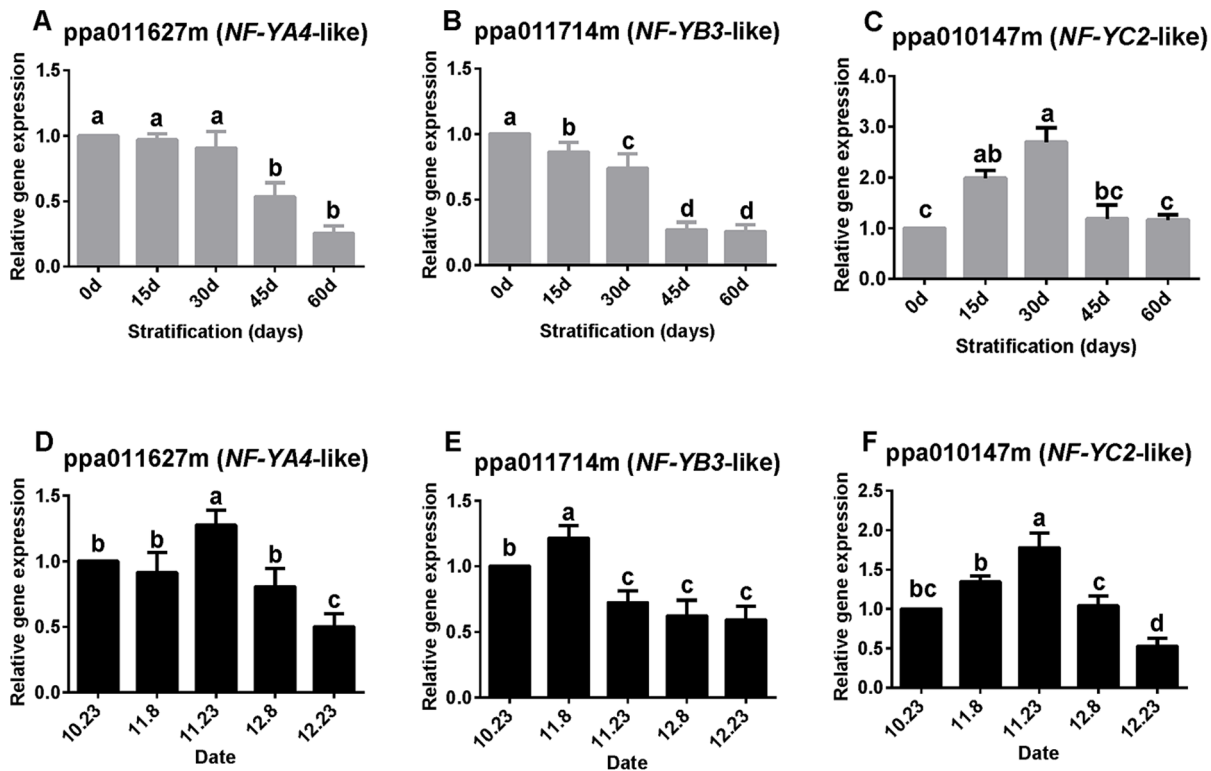 A
ppa011627m (NF-YA4-like)
Relative gene expression
1.5
1.0
0.5
0.0
a
a
a
b
b
0d
15d
30d
45d
60d
Stratification (days)
B
ppa011714m (NF-YB3-like)
Relative gene expression
1.5
1.0
0.5
0.0
a
b
c
d
d
0d
15d
30d
45d
60d
Stratification (days)
C
ppa010147m (NF-YC2-like)
Relative gene expression
4.0
3.0
2.0
1.0
0.0
c
ab
a
bc
c
0d
15d
30d
45d
60d
Stratification (days)
D
ppa011627m (NF-YA4-like)
Relative gene expression
1.5
1.0
0.5
0.0
b
b
a
b
c
10.23
11.8
11.23
12.8
12.23
Date
E
ppa011714m (NF-YB3-like)
Relative gene expression
1.5
1.0
0.5
0.0
b
a
c
c
c
10.23
11.8
11.23
12.8
12.23
Date
F
ppa010147m (NF-YC2-like)
Relative gene expression
2.5
2.0
1.5
1.0
0.5
0.0
bc
b
a
c
d
10.23
11.8
11.23
12.8
12.23
Date